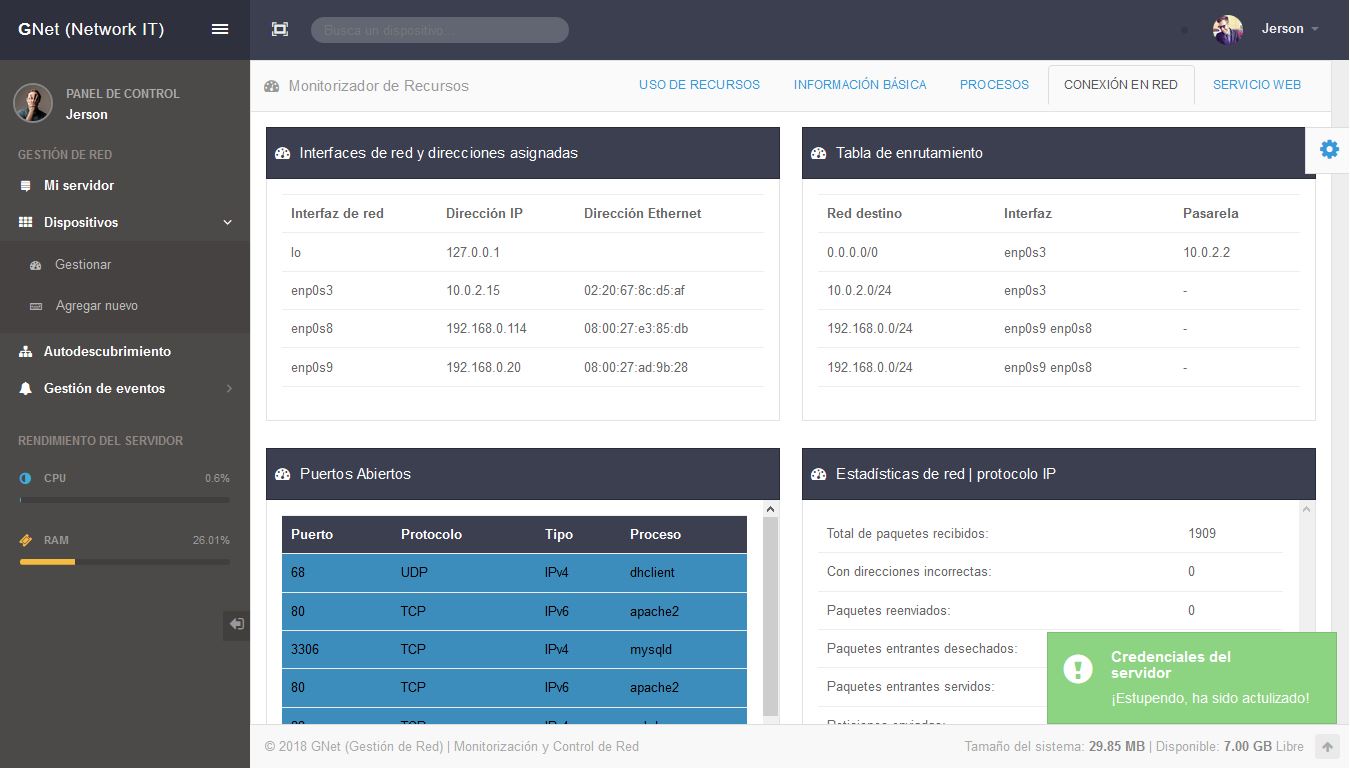 GNet (Network IT)
Busca un dispositivo...
Jerson
PANEL DE CONTROL
Jerson
GESTIÓN DE RED
Mi servidor
Dispositivos
Gestionar
Agregar nuevo
Autodescubrimiento
Gestión de eventos
RENDIMIENTO DEL SERVIDOR
CPU 0.6%
RAM 26.01%
Monitorizador de Recursos
USO DE RECURSOS INFORMACIÓN BÁSICA PROCESOS CONEXIÓN EN RED SERVICIO WEB
Interfaces de red y direcciones asignadas
Interfaz de red Dirección IP Dirección Ethernet
lo 127.0.0.1
enp0s3 10.0.2.15 02:20:67:8c:d5:af
enp0s8 192.168.0.114 08:00:27:e3:85:db
enp0s9 192.168.0.20 08:00:27:ad:9b:28
Tabla de enrutamiento
Red destino Interfaz Pasarela
0.0.0.0/0 enp0s3 10.0.2.2
10.0.2.0/24 enp0s3 -
192.168.0.0/24 enp0s9 enp0s8 -
192.168.0.0/24 enp0s9 enp0s8 -
Puertos Abiertos
Puerto Protocolo Tipo Proceso
68 UDP IPv4 dhclient
80 TCP IPv6 apache2
3306 TCP IPv4 mysqld
80 TCP IPv6 apache2
TCP IPv4
Estadísticas de red | protocolo IP
Total de paquetes recibidos: 1909
Con direcciones incorrectas: 0
Paquetes reenviados: 0
Paquetes entrantes desechados:
Paquetes entrantes servidos:
Credenciales del
servidor
¡Estupendo, ha sido actulizado!
© 2018 GNet (Gestión de Red) | Monitorización y Control de Red
Tamaño del sistema: 29.85 MB | Disponible: 7.00 GB Libre